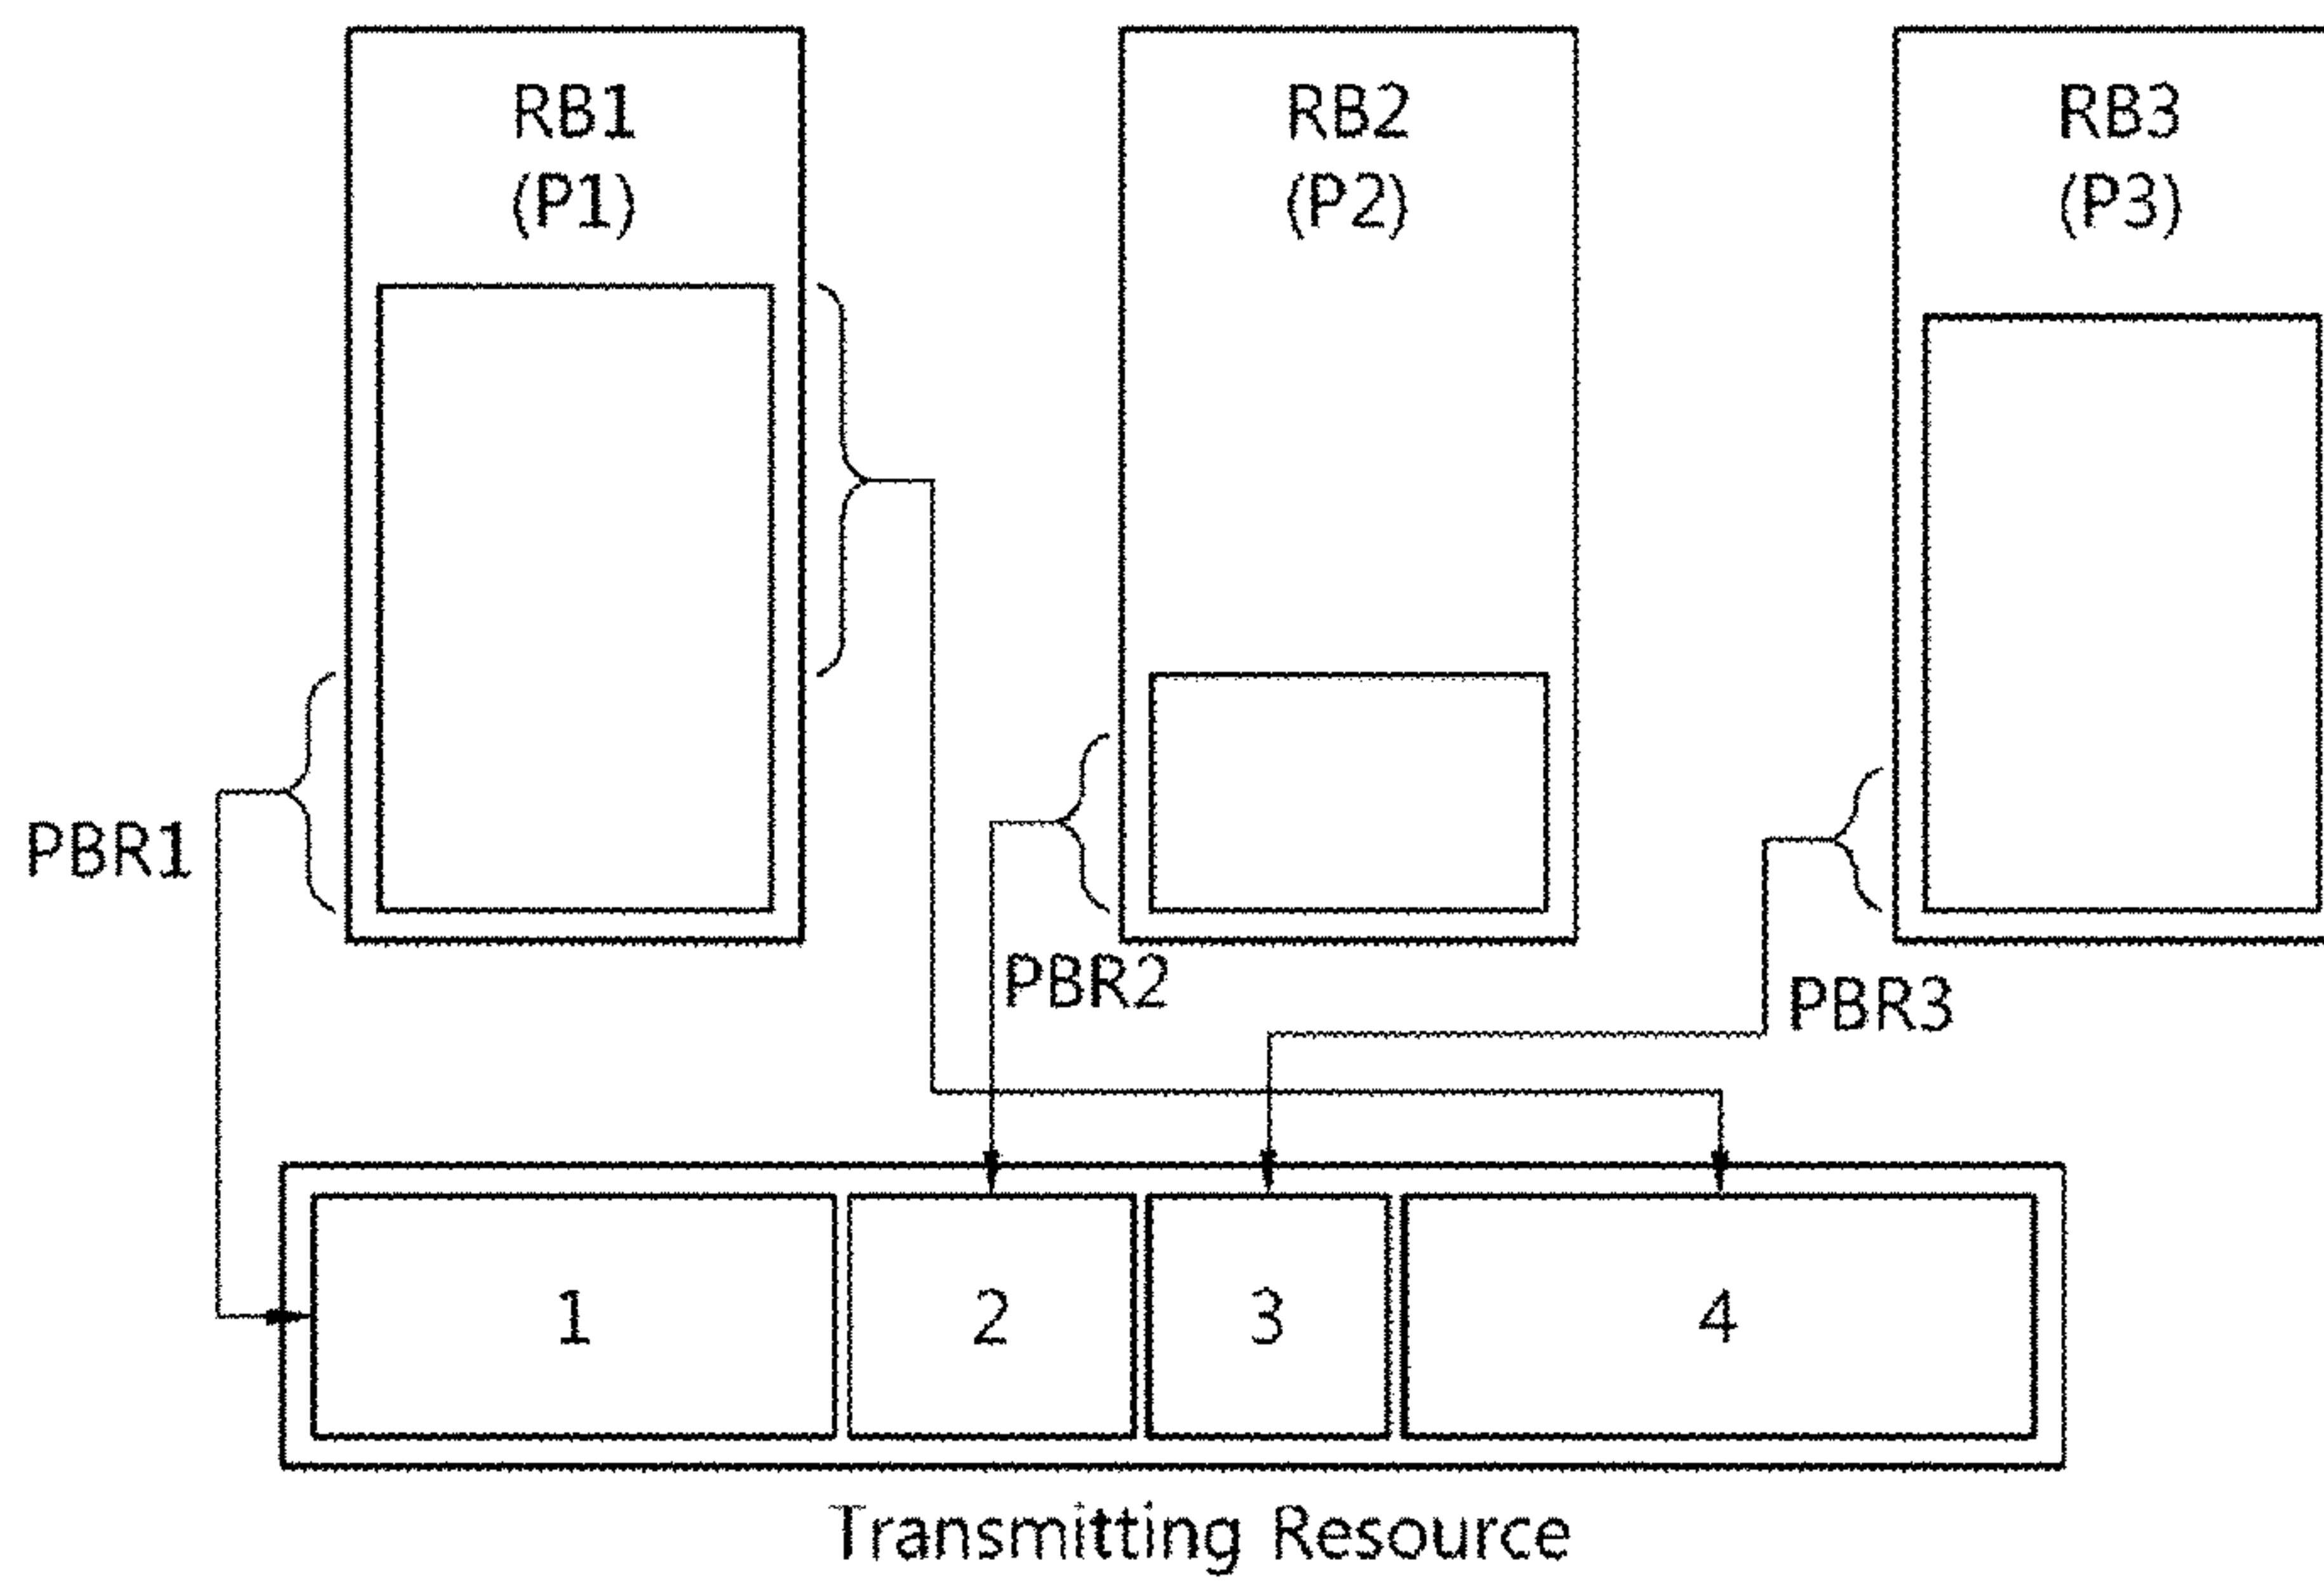 RB1
(P1)
RB2
(P2)
RB3
(P3)
PBR1
PBR2
PBR3
1
2
3
4
Transmitting Resource